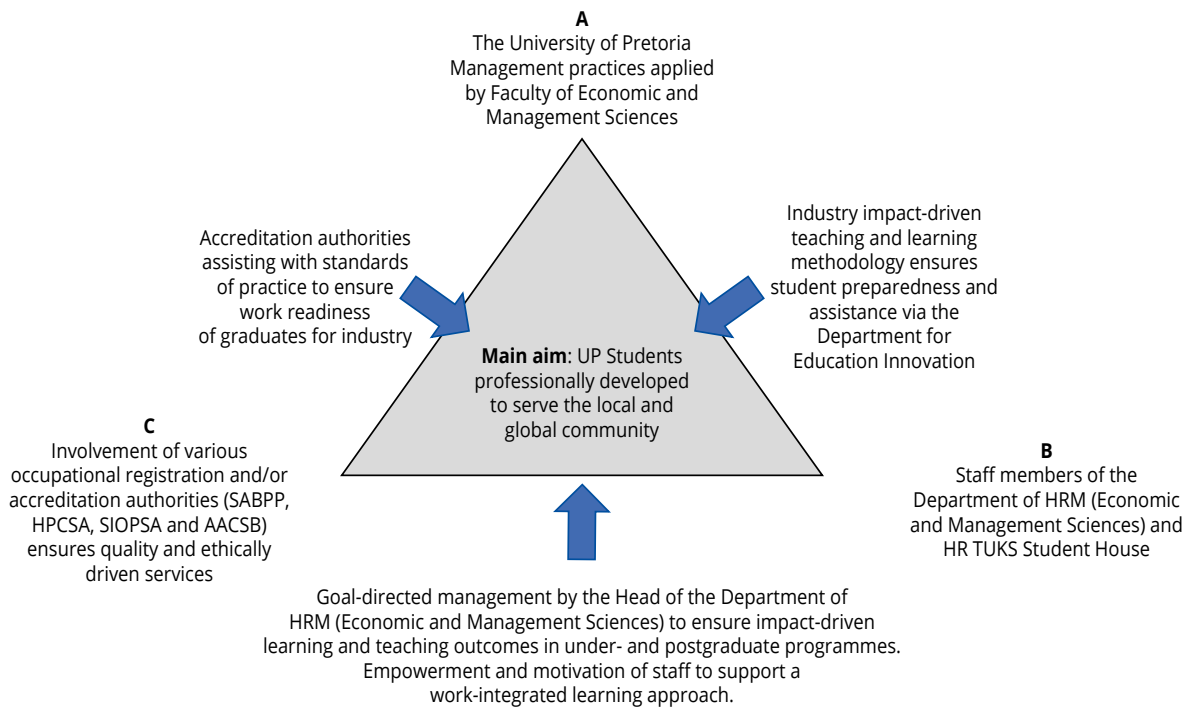 A
The University of Pretoria
Management practices applied
by Faculty of Economic and
Management Sciences
Accreditation authorities
assisting with standards
of practice to ensure
work readiness
of graduates for industry
Industry impact-driven
teaching and learning
methodology ensures
student preparedness and
assistance via the
Department for
Education Innovation
Main aim: UP Students
professionally developed
to serve the local and
global community
C
Involvement of various
occupational registration and/or
accreditation authorities (SABPP,
HPCSA, SIOPSA and AACSB)
ensures quality and ethically
driven services
B
Staff members of the
Department of HRM (Economic
and Management Sciences) and
HR TUKS Student House
Goal-directed management by the Head of the Department of
HRM (Economic and Management Sciences) to ensure impact-driven
learning and teaching outcomes in under- and postgraduate programmes.
Empowerment and motivation of staff to support a
work-integrated learning approach.